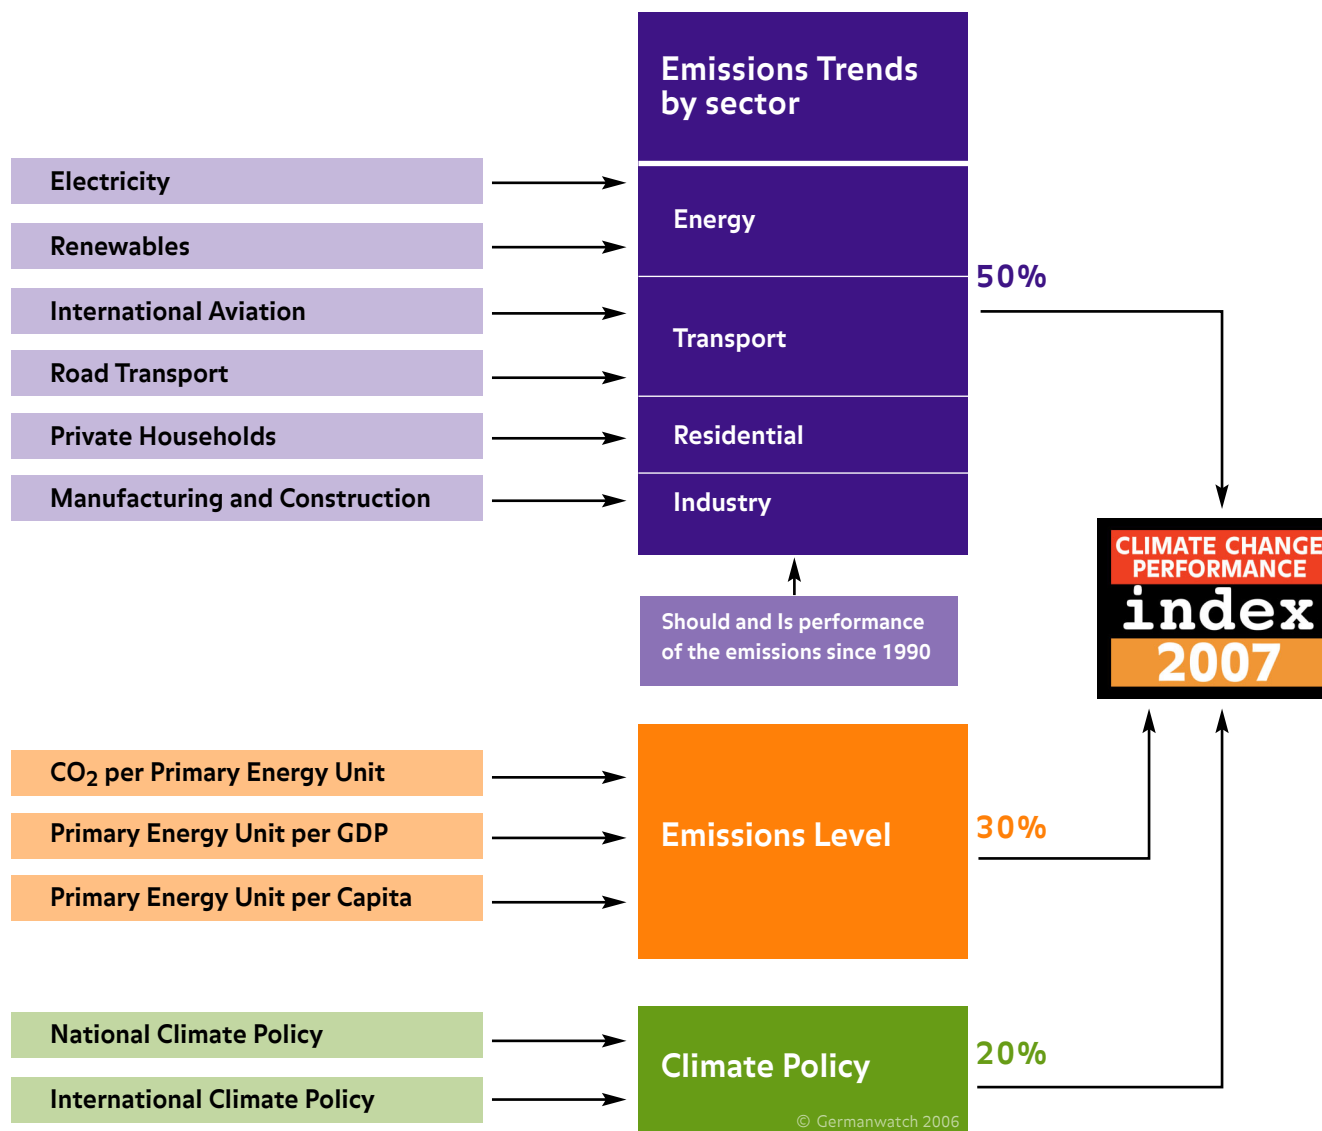 Emissions Trends
by sector
Electricity
Renewables
International Aviation
Road Transport
Private Households
Manufacturing and Construction
Energy
Transport
Residential
Industry
50%
Should and Is performance
of the emissions since 1990
CLIMATE CHANGE
PERFORMANCE
index
2007
CO₂ per Primary Energy Unit
Primary Energy Unit per GDP
Primary Energy Unit per Capita
Emissions Level
30%
National Climate Policy
International Climate Policy
Climate Policy
20%
© Germanwatch 2006